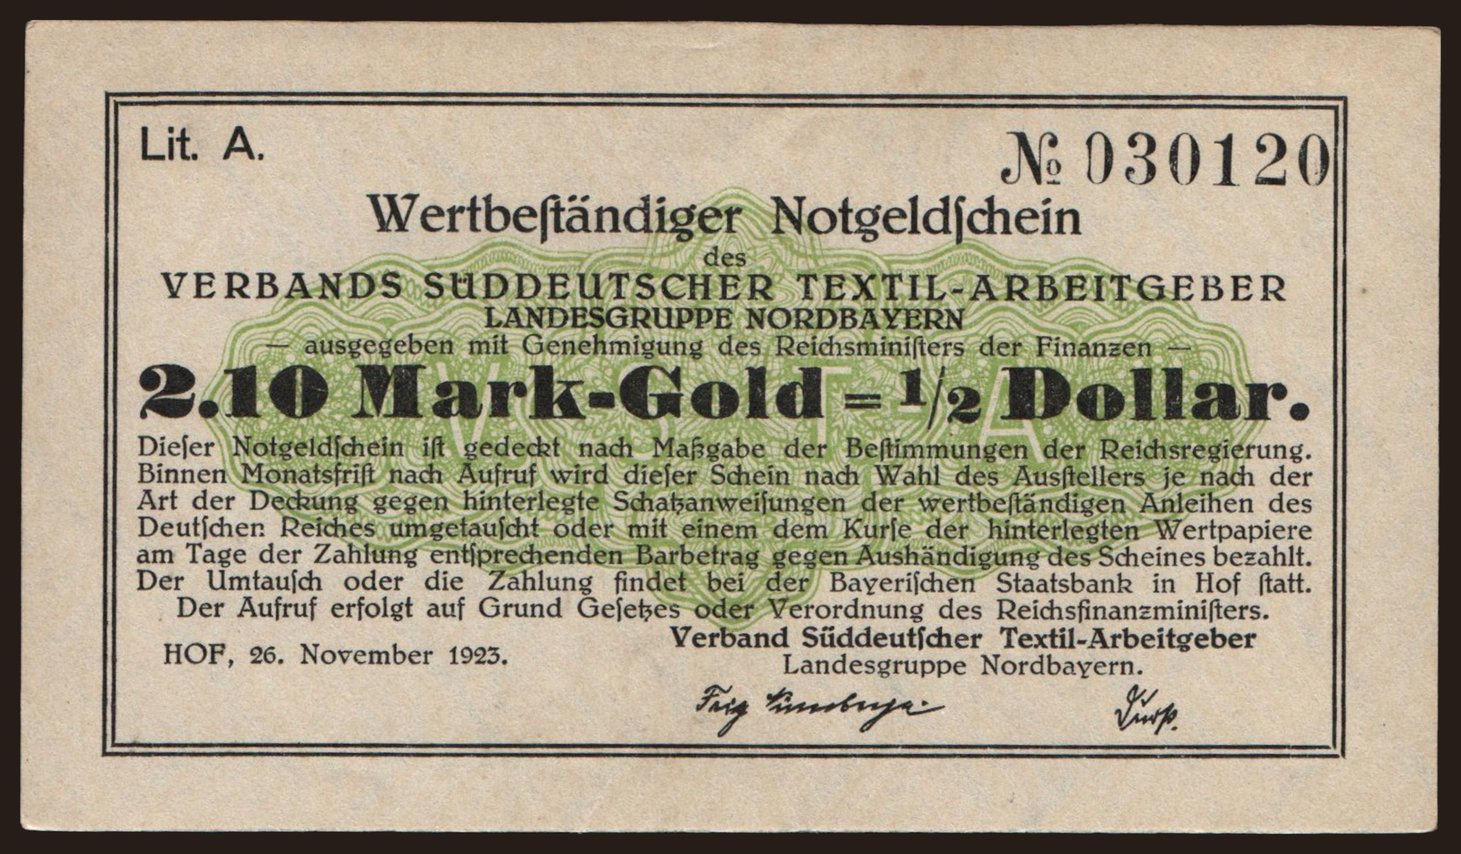 Lit. A.
№ 030120
Wertbeſtändiger Notgeldſchein
des
VERBANDS SÜDDEUTSCHER TEXTIL-ARBEITGEBER
LANDESGRUPPE NORDBAYERN
— ausgegeben mit Genehmigung des Reichsminiſters der Finanzen —
2.10 Mark-Gold = 1/2 Dollar.
Dieſer Notgeldſchein iſt gedeckt nach Maßgabe der Beſtimmungen der Reichsregierung.
Binnen Monatsfriſt nach Aufruf wird dieſer Schein nach Wahl des Ausſtellers je nach der
Art der Deckung gegen hinterlegte Schatzanweiſungen der wertbeſtändigen Anleihen des
Deutſchen Reiches umgetauſcht oder mit einem dem Kurſe der hinterlegten Wertpapiere
am Tage der Zahlung entſprechenden Barbetrag gegen Aushändigung des Scheines bezahlt.
Der Umtauſch oder die Zahlung findet bei der Bayeriſchen Staatsbank in Hof ſtatt.
Der Aufruf erfolgt auf Grund Geſetzes oder Verordnung des Reichsfinanzminiſters.
Verband Süddeutſcher Textil-Arbeitgeber
HOF, 26. November 1923.
Landesgruppe Nordbayern.